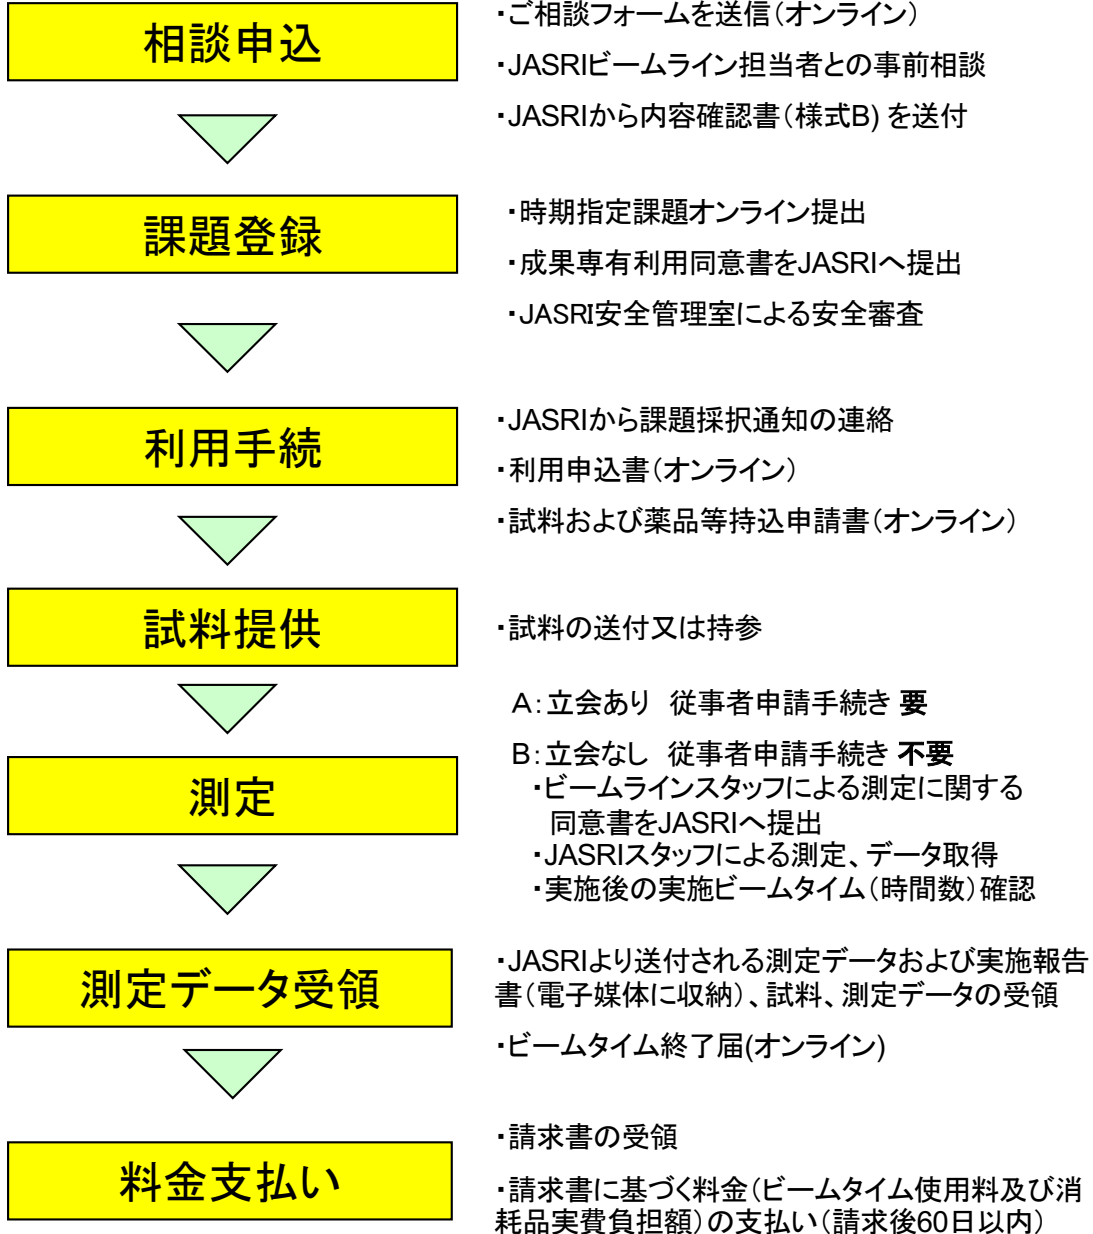 相談申込
・ご相談フォームを送信(オンライン)
・JASRIビームライン担当者との事前相談
・JASRIから内容確認書(様式B) を送付
課題登録
・時期指定課題オンライン提出
・成果専有利用同意書をJASRIへ提出
・JASRI安全管理室による安全審査
利用手続
・JASRIから課題採択通知の連絡
・利用申込書(オンライン)
・試料および薬品等持込申請書(オンライン)
試料提供
・試料の送付又は持参
測定
A:立会あり 従事者申請手続き 要
B:立会なし 従事者申請手続き 不要
・ビームラインスタッフによる測定に関する
同意書をJASRIへ提出
・JASRIスタッフによる測定、データ取得
・実施後の実施ビームタイム(時間数)確認
測定データ受領
・JASRIより送付される測定データおよび実施報告
書(電子媒体に収納)、試料、測定データの受領
・ビームタイム終了届(オンライン)
料金支払い
・請求書の受領
・請求書に基づく料金(ビームタイム使用料及び消
耗品実費負担額)の支払い(請求後60日以内)